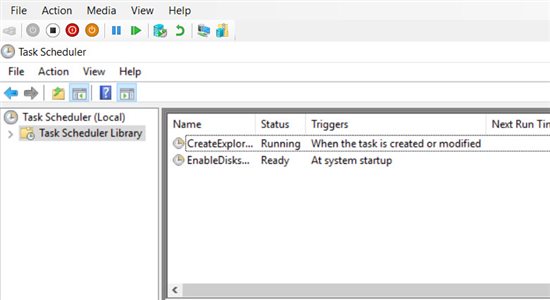 File Action Media View Help
Task Scheduler
File Action View Help
Task Scheduler (Local)
Task Scheduler Library
Name Status Triggers Next Run Tim
CreateExplor... Running When the task is created or modified
EnableDisks... Ready At system startup